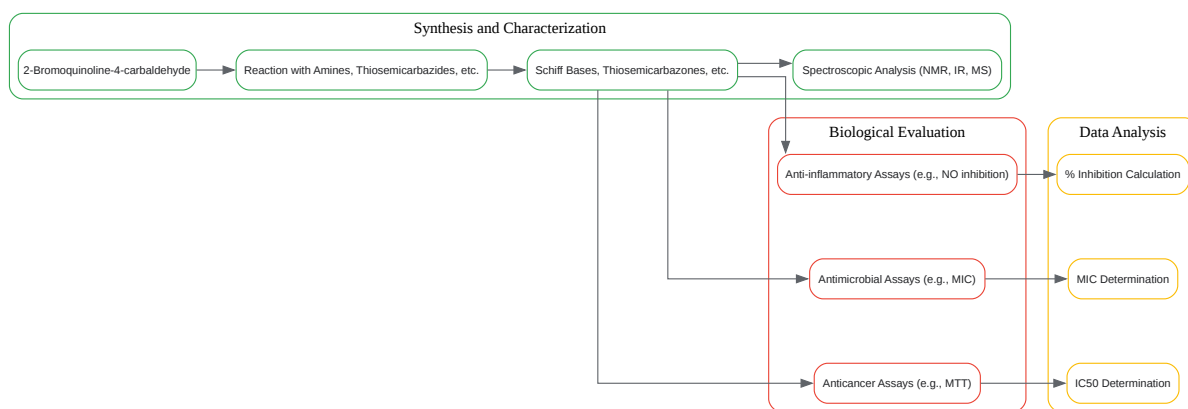 Synthesis and Characterization
2-Bromoquinoline-4-carbaldehyde
Reaction with Amines, Thiosemicarbazides, etc.
Schiff Bases, Thiosemicarbazones, etc.
Spectroscopic Analysis (NMR, IR, MS)
Biological Evaluation
Data Analysis
Anti-inflammatory Assays (e.g., NO inhibition)
% Inhibition Calculation
Antimicrobial Assays (e.g., MIC)
MIC Determination
Anticancer Assays (e.g., MTT)
IC50 Determination